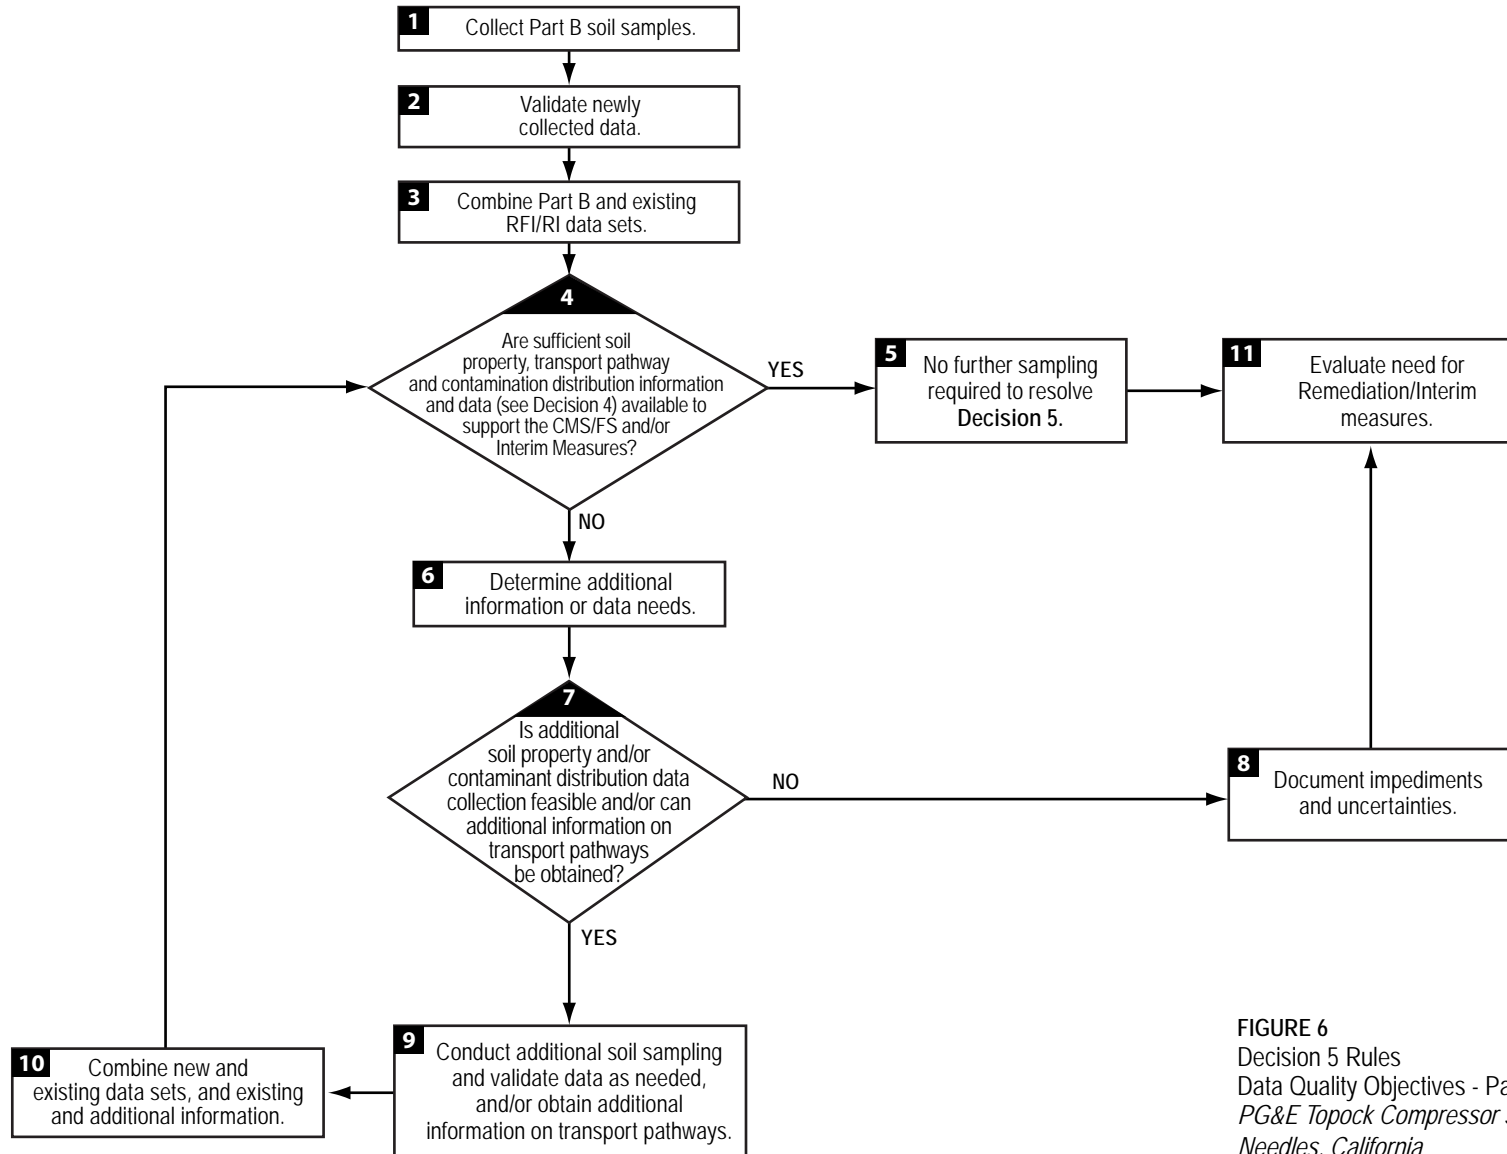 1
Collect Part B soil samples.
2
Validate newly
collected data.
3
Combine Part B and existing
RFI/RI data sets.
4
Are sufficient soil
property, transport pathway
and contamination distribution information
and data (see Decision 4) available to
support the CMS/FS and/or
Interim Measures?
YES
5
No further sampling
required to resolve
Decision 5.
11
Evaluate need for
Remediation/Interim
measures.
NO
6
Determine additional
information or data needs.
7
Is additional
soil property and/or
contaminant distribution data
collection feasible and/or can
additional information on
transport pathways
be obtained?
NO
8
Document impediments
and uncertainties.
YES
9
Conduct additional soil sampling
and validate data as needed,
and/or obtain additional
information on transport pathways.
10
Combine new and
existing data sets, and existing
and additional information.
FIGURE 6
Decision 5 Rules
Data Quality Objectives - Pa
PG&E Topock Compressor
Needles, California